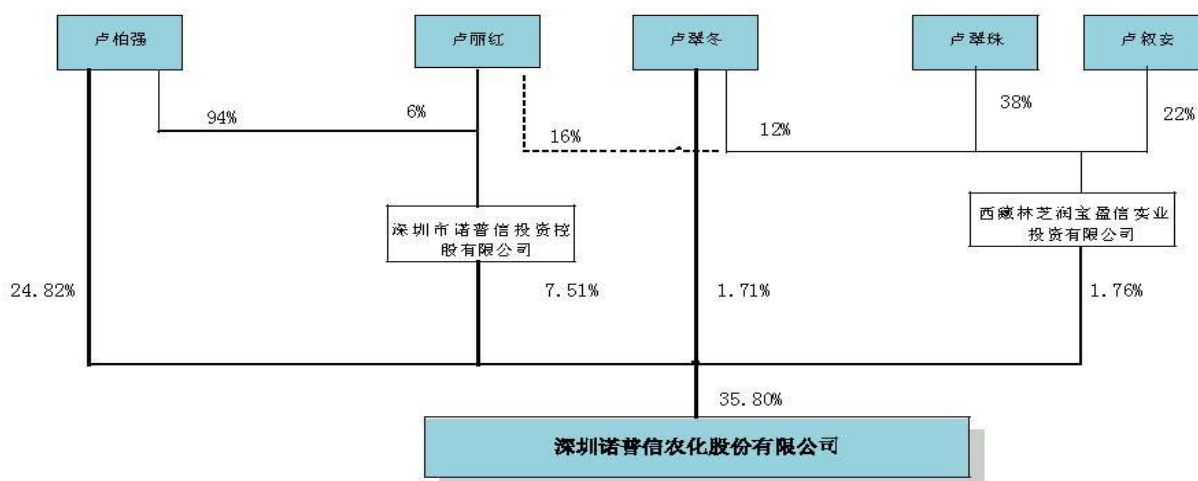 卢柏强
卢丽红
卢翠冬
卢翠珠
卢叙安
94%
6%
16%
12%
38%
22%
深圳市诺普信投资控
股有限公司
西藏林芝润宝盈信实业
投资有限公司
24.82%
7.51%
1.71%
1.76%
35.80%
深圳诺普信农化股份有限公司